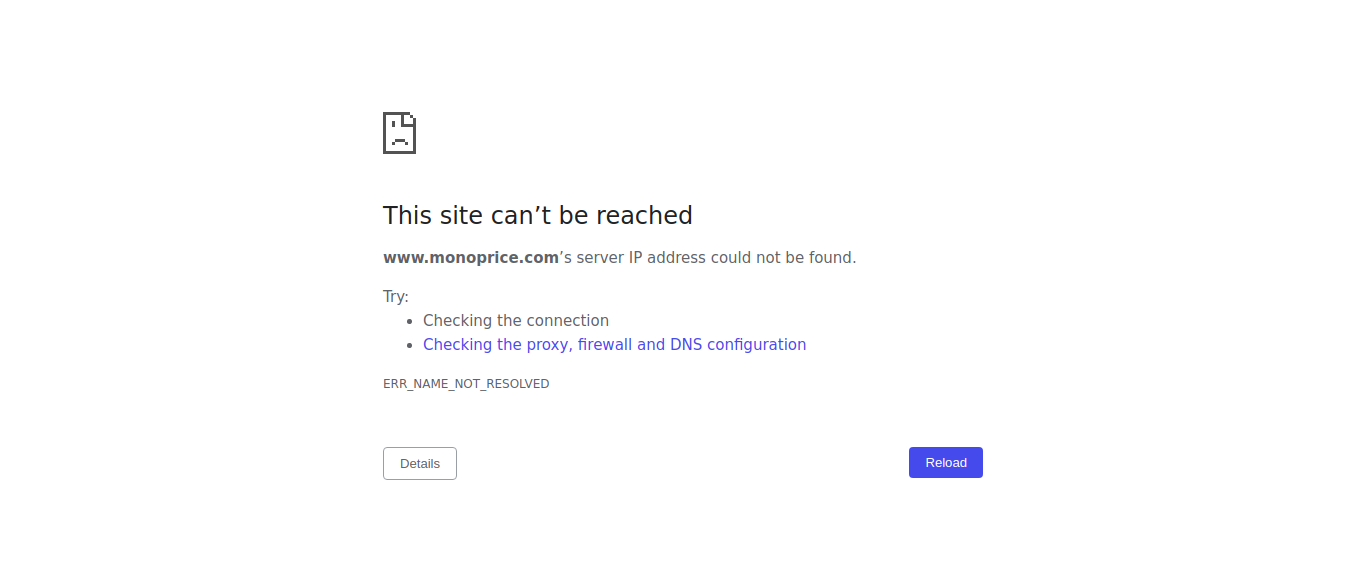 This site can’t be reached
www.monoprice.com’s server IP address could not be found.
Try:
Checking the connection
Checking the proxy, firewall and DNS configuration
ERR_NAME_NOT_RESOLVED
Details
Reload